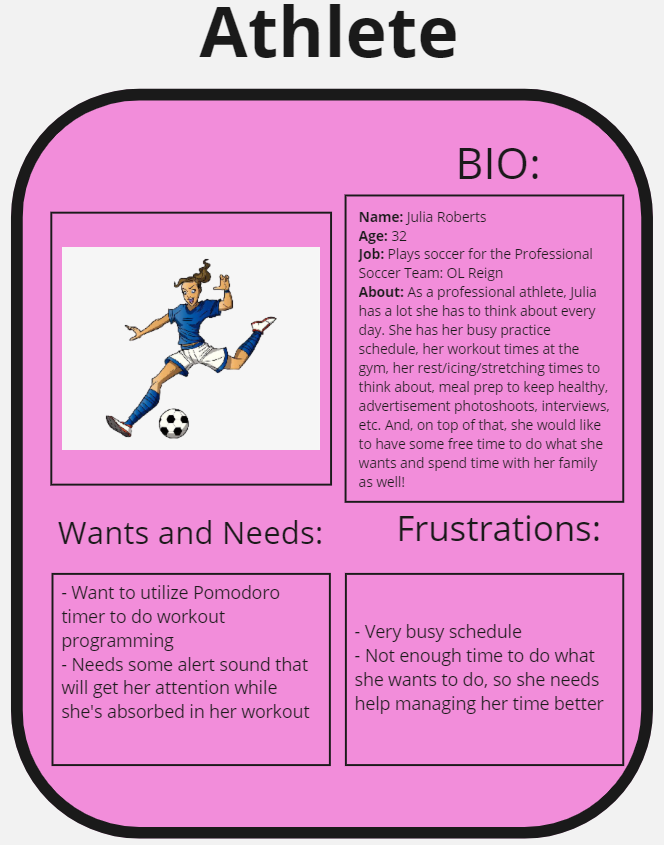 Athlete
BIO:
Name: Julia Roberts
Age: 32
Job: Plays soccer for the Professional
Soccer Team: OL Reign
About: As a professional athlete, Julia
has a lot she has to think about every
day. She has her busy practice
schedule, her workout times at the
gym, her rest/icing/stretching times to
think about, meal prep to keep healthy,
advertisement photoshoots, interviews,
etc. And, on top of that, she would like
to have some free time to do what she
wants and spend time with her family
as well!
Wants and Needs:
- Want to utilize Pomodoro
timer to do workout
programming
- Needs some alert sound that
will get her attention while
she's absorbed in her workout
Frustrations:
- Very busy schedule
- Not enough time to do what
she wants to do, so she needs
help managing her time better